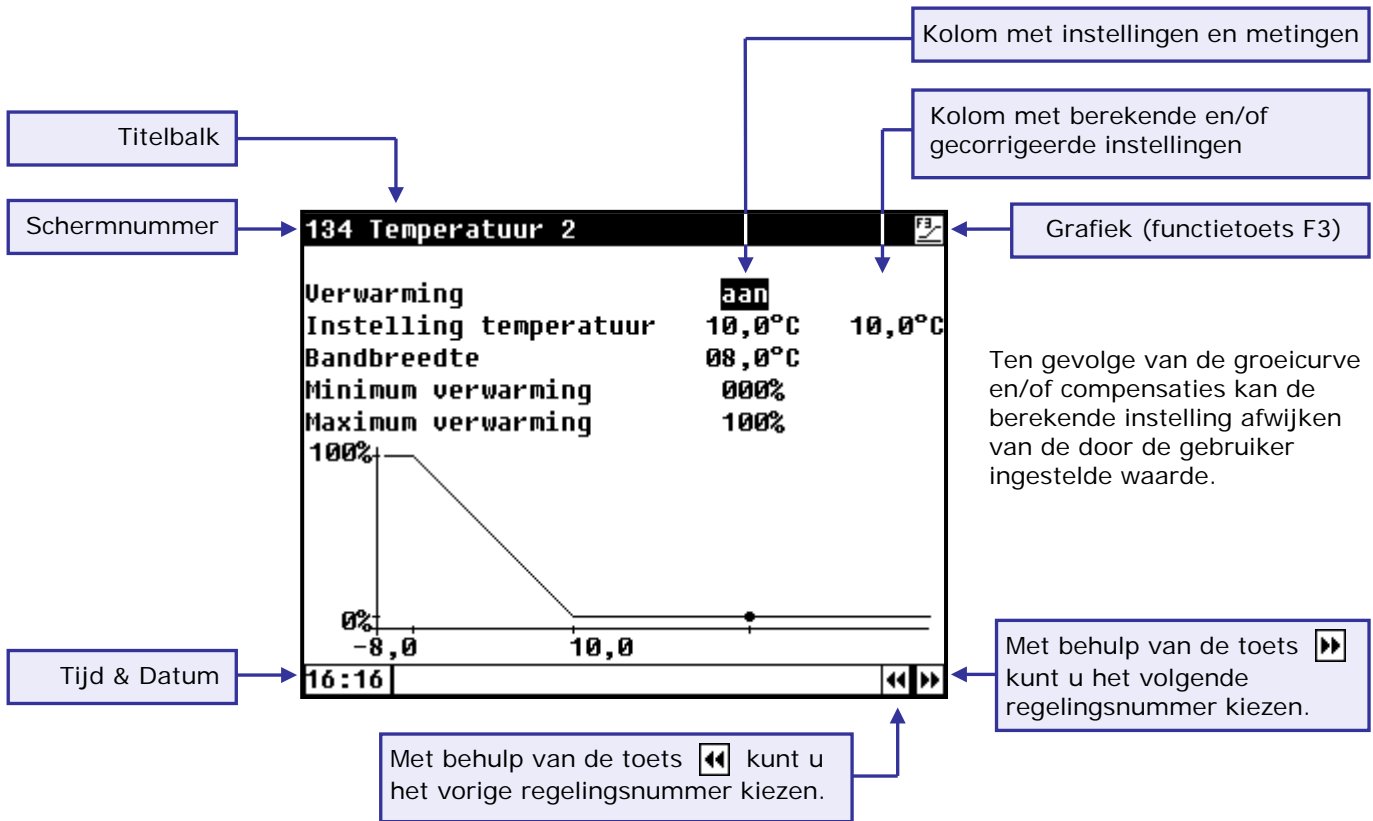 Kolom met instellingen en metingen
Kolom met berekende en/of
gecorrigeerde instellingen
Titelbalk
Schermnummer
134 Temperatuur 2
F3
Grafiek (functietoets F3)
Verwarming aan
Instelling temperatuur 10,0°C 10,0°C
Bandbreedte 08,0°C
Minimum verwarming 000%
Maximum verwarming 100%
Ten gevolge van de groeicurve
en/of compensaties kan de
berekende instelling afwijken
van de door de gebruiker
ingestelde waarde.
100%
0%
-8,0 10,0
Tijd & Datum
16:16
Met behulp van de toets
kunt u het volgende
regelingsnummer kiezen.
Met behulp van de toets kunt u
het vorige regelingsnummer kiezen.